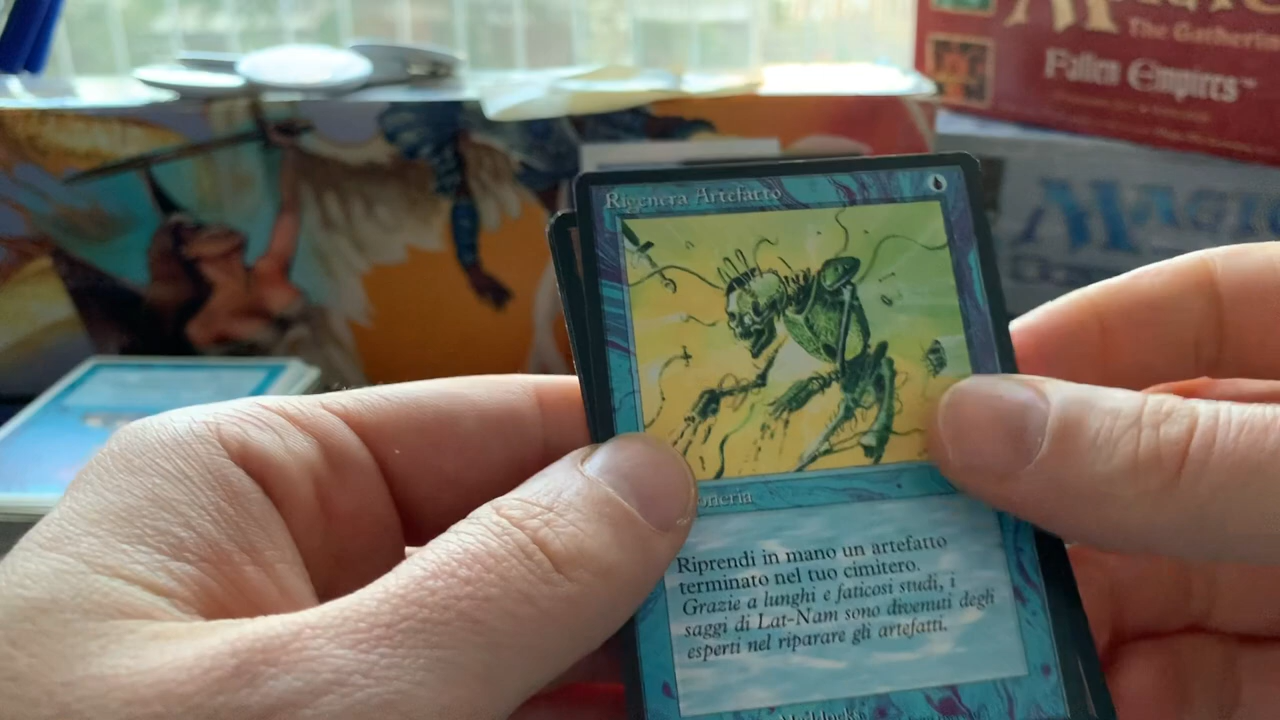 Magic
The Gathering
Fallen Empires™
Magic
Rigenera Artefatto
oneria
Riprendi in mano un artefatto
terminato nel tuo cimitero.
Grazie a lunghi e faticosi studi, i
saggi di Lat-Nam sono divenuti degli
esperti nel riparare gli artefatti.